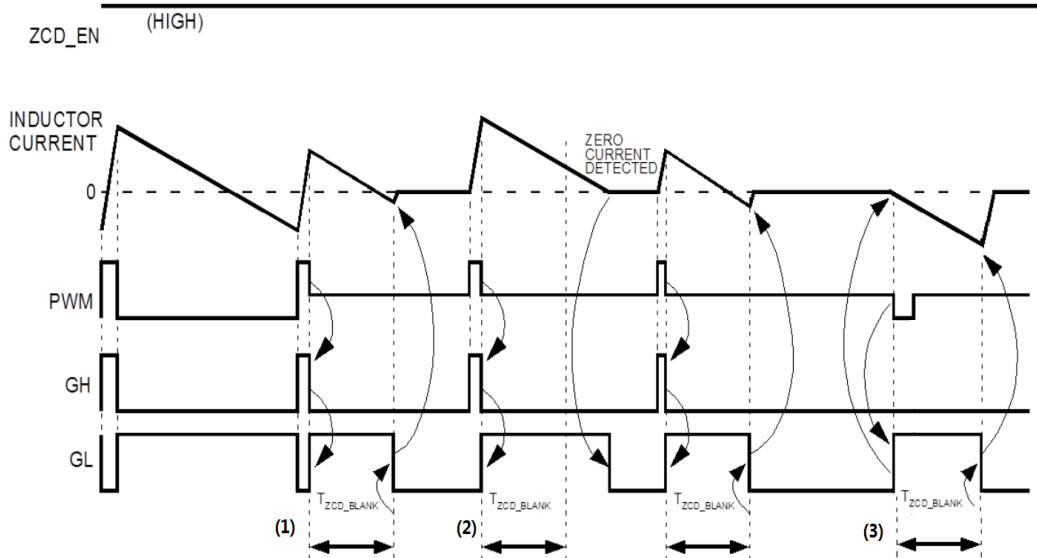 (HIGH)
ZCD_EN
INDUCTOR
CURRENT
ZERO
CURRENT
DETECTED
0
PWM
GH
GL
TZCD_BLANK
TZCD_BLANK
TZCD_BLANK
TZCD_BLANK
(1)
(2)
(3)